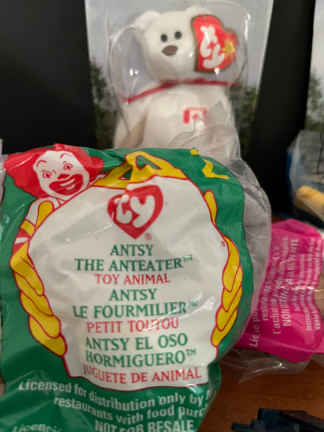 ty
ty
ANTSY
THE ANTEATER™
TOY ANIMAL
ANTSY
LE FOURMILIER™
PETIT TOUTOU
ANTSY EL OSO
HORMIGUERO™
JUGUETE DE ANIMAL
Licensed for distribution only by
restaurants with food
NOT FOR RESALE